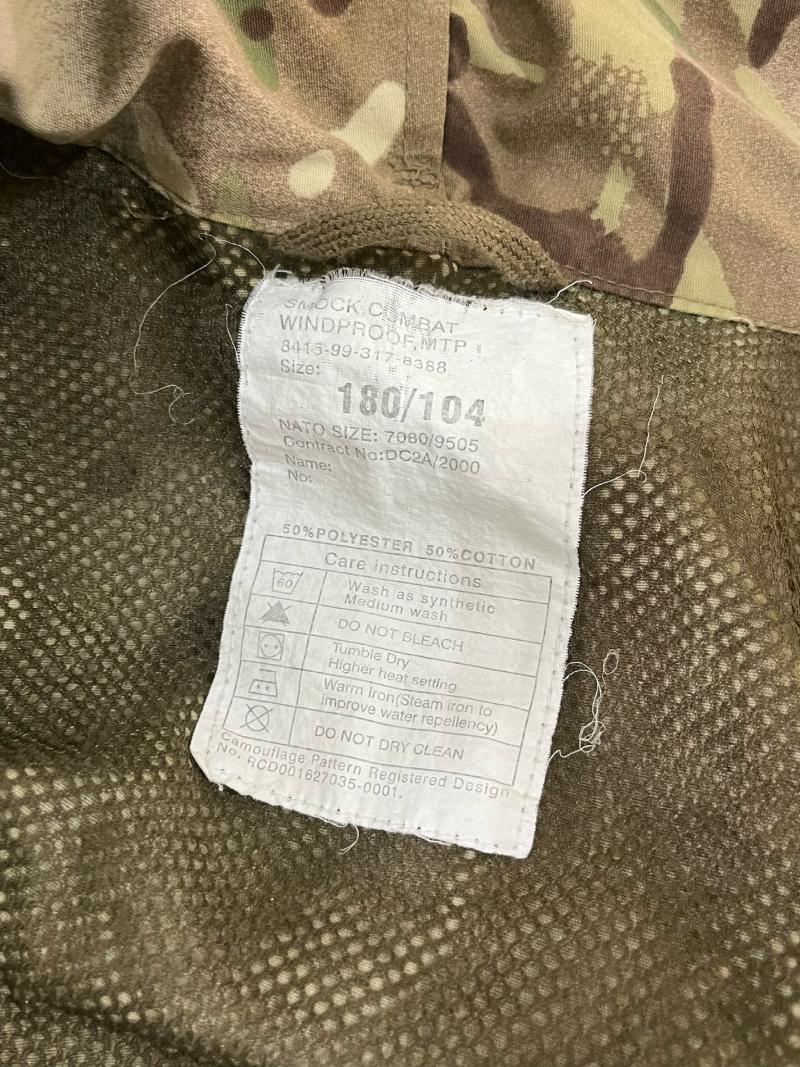 SMOCK, COMBAT
WINDPROOF, MTP
8415-99-317-8388
Size:
180/104
NATO SIZE: 7080/9505
Contract No:DC2A/2000
Name:
No:
50%POLYESTER 50%COTTON
Care instructions
60
Wash as synthetic
Medium wash
DO NOT BLEACH
Tumble Dry
Higher heat setting
Warm Iron(Steam iron to
improve water repellency)
DO NOT DRY CLEAN
Camouflage Pattern Registered Design
No: RCD001627035-0001.